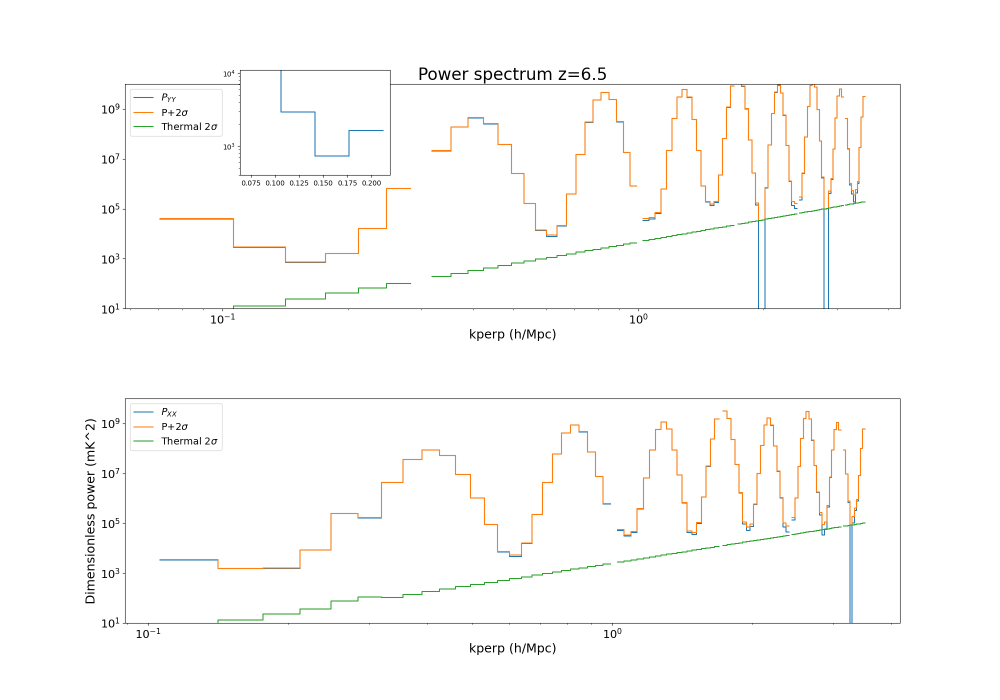 Power spectrum z=6.5
P_YY
P+2σ
Thermal 2σ
10^4
10^3
0.075 0.100 0.125 0.150 0.175 0.200
10^9
10^7
10^5
10^3
10^1
10^−1 10^0
kperp (h/Mpc)
P_XX
P+2σ
Thermal 2σ
Dimensionless power (mK^2)
10^9
10^7
10^5
10^3
10^1
10^−1 10^0
kperp (h/Mpc)